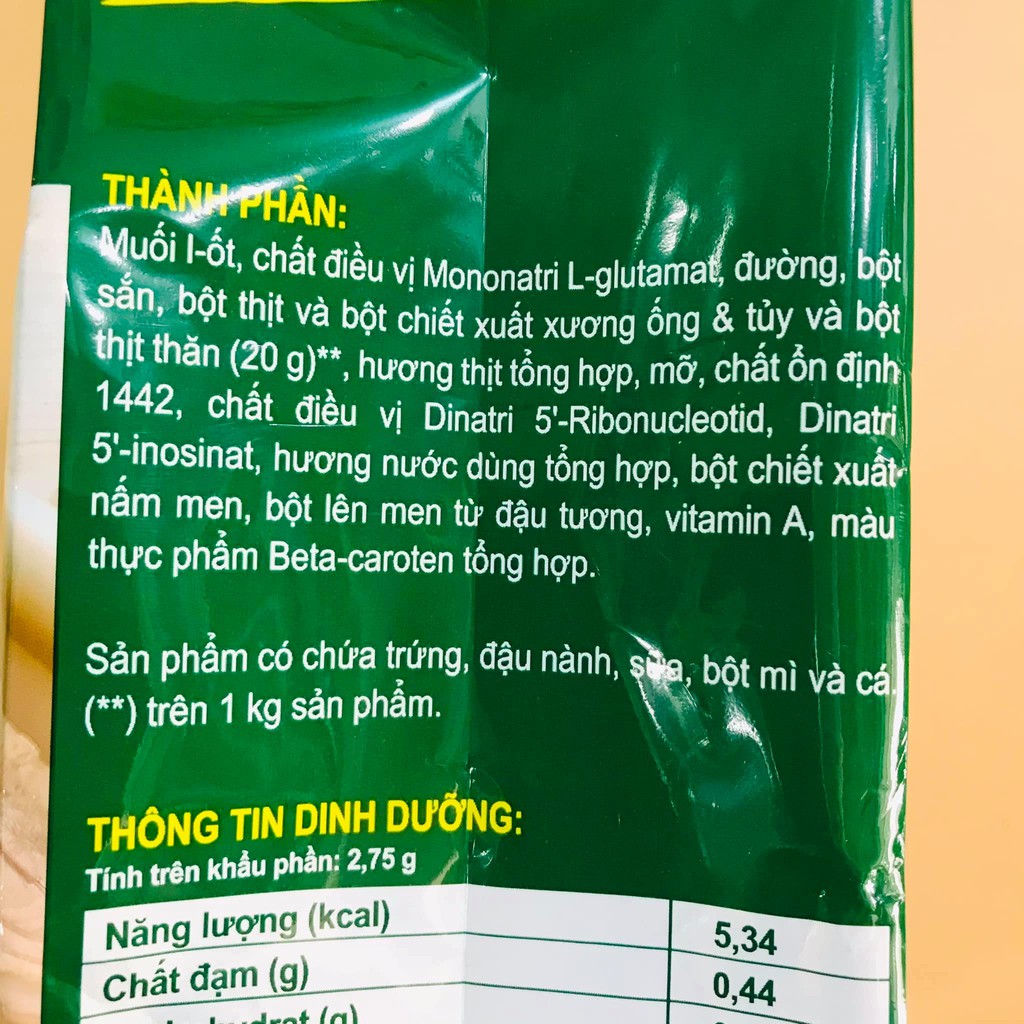 THÀNH PHẦN:
Muối I-ốt, chất điều vị Mononatri L-glutamat, đường, bột
sắn, bột thịt và bột chiết xuất xương ống & tủy và bột
thịt thăn (20 g)**, hương thịt tổng hợp, mỡ, chất ổn định
1442, chất điều vị Dinatri 5'-Ribonucleotid, Dinatri
5'-inosinat, hương nước dùng tổng hợp, bột chiết xuất
nấm men, bột lên men từ đậu tương, vitamin A, màu
thực phẩm Beta-caroten tổng hợp.
Sản phẩm có chứa trứng, đậu nành, sữa, bột mì và cá.
(**) trên 1 kg sản phẩm.
THÔNG TIN DINH DƯỠNG:
Tính trên khẩu phần: 2,75 g
Năng lượng (kcal) 5,34
Chất đạm (g) 0,44
(g)